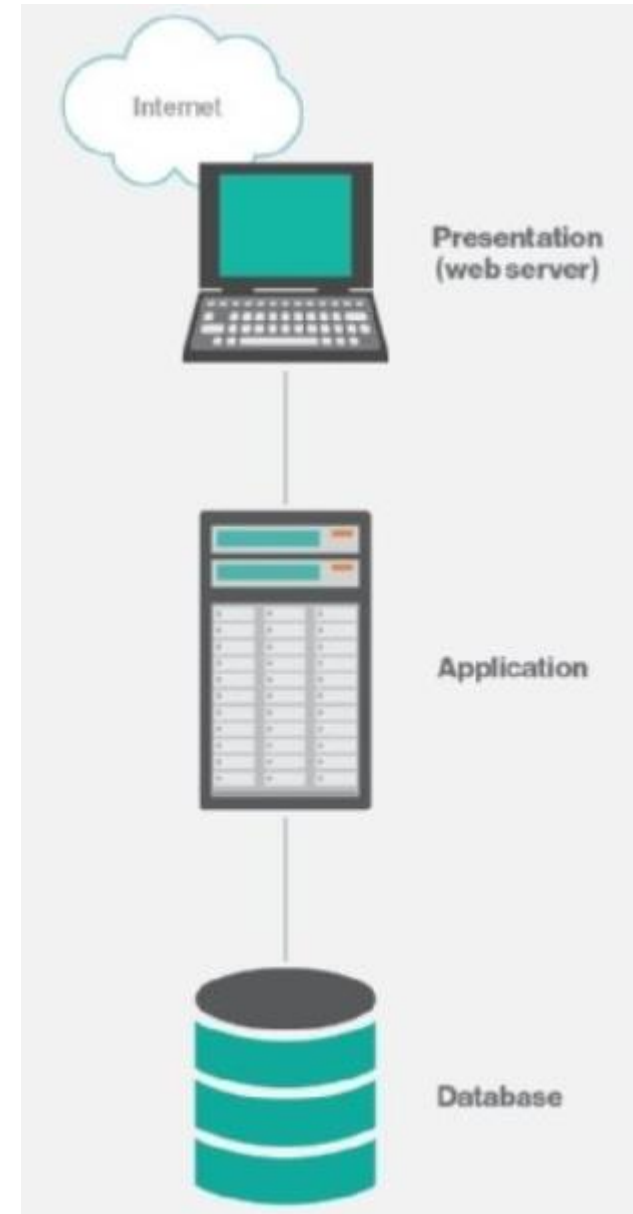 Internet
Presentation
(web server)
Application
Database